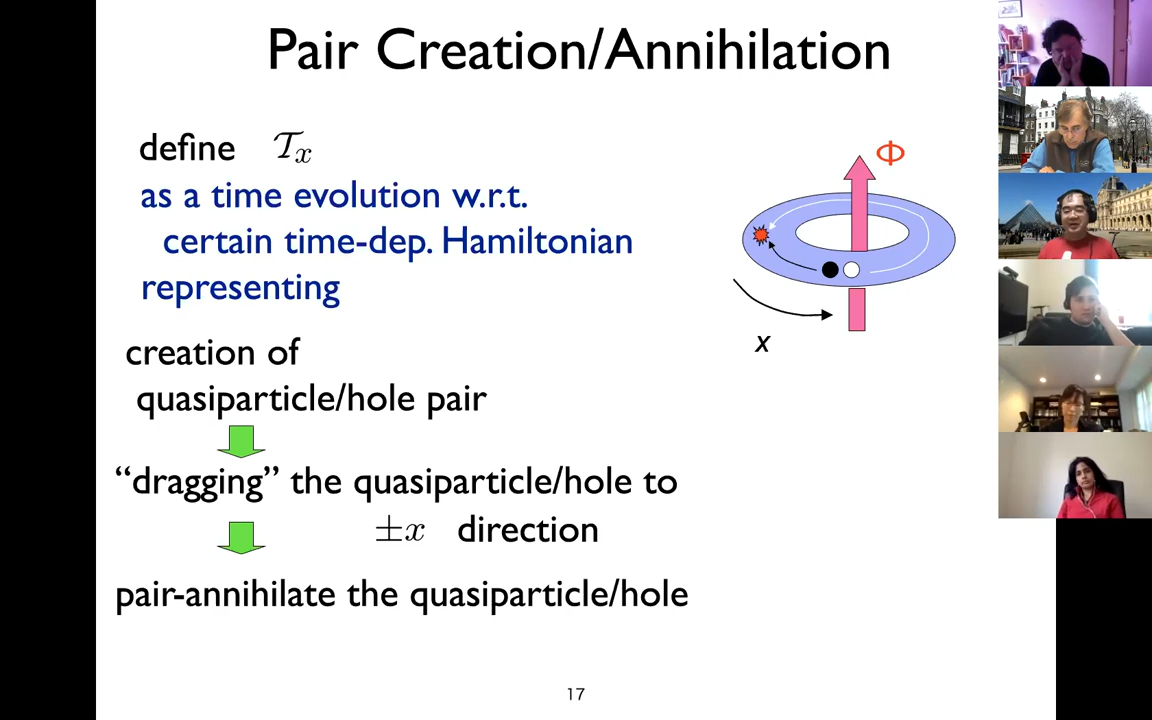 Pair Creation/Annihilation
define 𝒯ₓ
as a time evolution w.r.t.
certain time-dep. Hamiltonian
representing
creation of
quasiparticle/hole pair
“dragging” the quasiparticle/hole to
±x direction
pair-annihilate the quasiparticle/hole
Φ
x
17